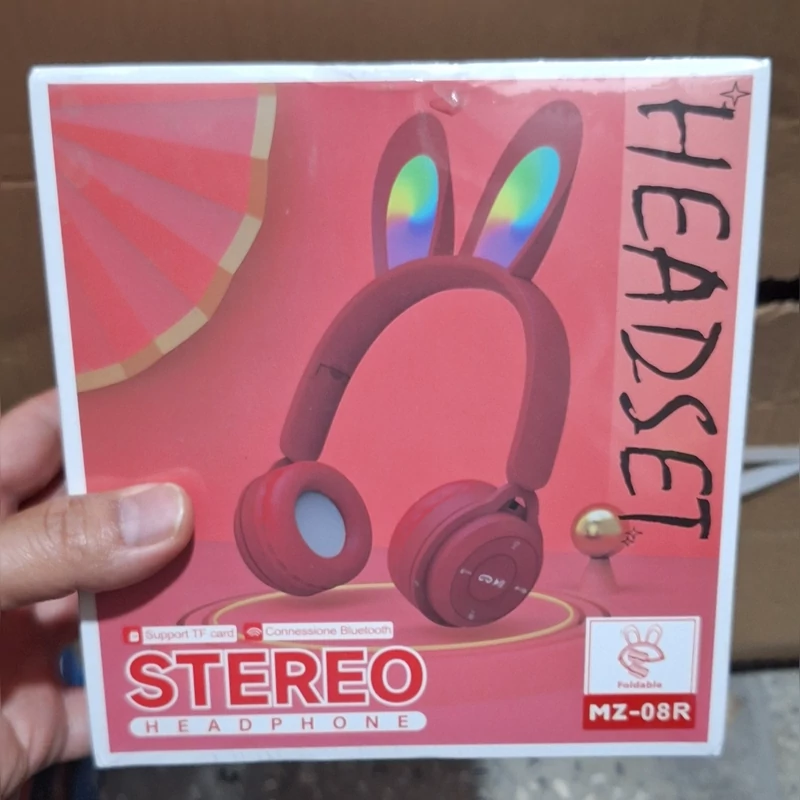 HEADSET
Support TF card
Connessione Bluetooth
STEREO
HEADPHONE
Foldable
MZ-08R